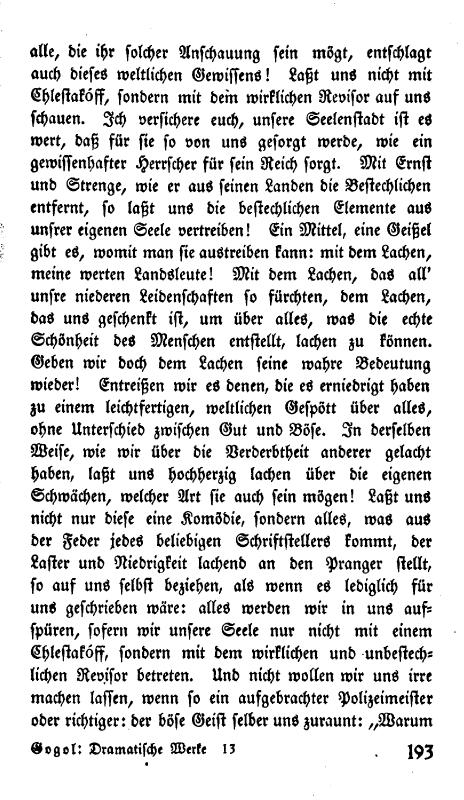 alle, die ihr solcher Anschauung sein mögt, entschlagt
auch dieses weltlichen Gewissens! Laßt uns nicht mit
Chlestakóff, sondern mit dem wirklichen Revisor auf uns
schauen. Ich versichere euch, unsere Seelenstadt ist es
wert, daß für sie so von uns gesorgt werde, wie ein
gewissenhafter Herrscher für sein Reich sorgt. Mit Ernst
und Strenge, wie er aus seinen Landen die Bestechlichen
entfernt, so laßt uns die bestechlichen Elemente aus
unsrer eigenen Seele vertreiben! Ein Mittel, eine Geißel
gibt es, womit man sie austreiben kann: mit dem Lachen,
meine werten Landsleute! Mit dem Lachen, das all'
unsre niederen Leidenschaften so fürchten, dem Lachen,
das uns geschenkt ist, um über alles, was die echte
Schönheit des Menschen entstellt, lachen zu können.
Geben wir doch dem Lachen seine wahre Bedeutung
wieder! Entreißen wir es denen, die es erniedrigt haben
zu einem leichtfertigen, weltlichen Gespött über alles,
ohne Unterschied zwischen Gut und Böse. In derselben
Weise, wie wir über die Verderbtheit anderer gelacht
haben, laßt uns hochherzig lachen über die eigenen
Schwächen, welcher Art sie auch sein mögen! Laßt uns
nicht nur diese eine Komödie, sondern alles, was aus
der Feder jedes beliebigen Schriftstellers kommt, der
Laster und Niedrigkeit lachend an den Pranger stellt,
so auf uns selbst beziehen, als wenn es lediglich für
uns geschrieben wäre: alles werden wir in uns auf-
spüren, sofern wir unsere Seele nur nicht mit einem
Chlestakóff, sondern mit dem wirklichen und unbestech-
lichen Revisor betreten. Und nicht wollen wir uns irre
machen lassen, wenn so ein aufgebrachter Polizeimeister
oder richtiger: der böse Geist selber uns zuraunt: „Warum
Gogol: Dramatische Werke 13 193